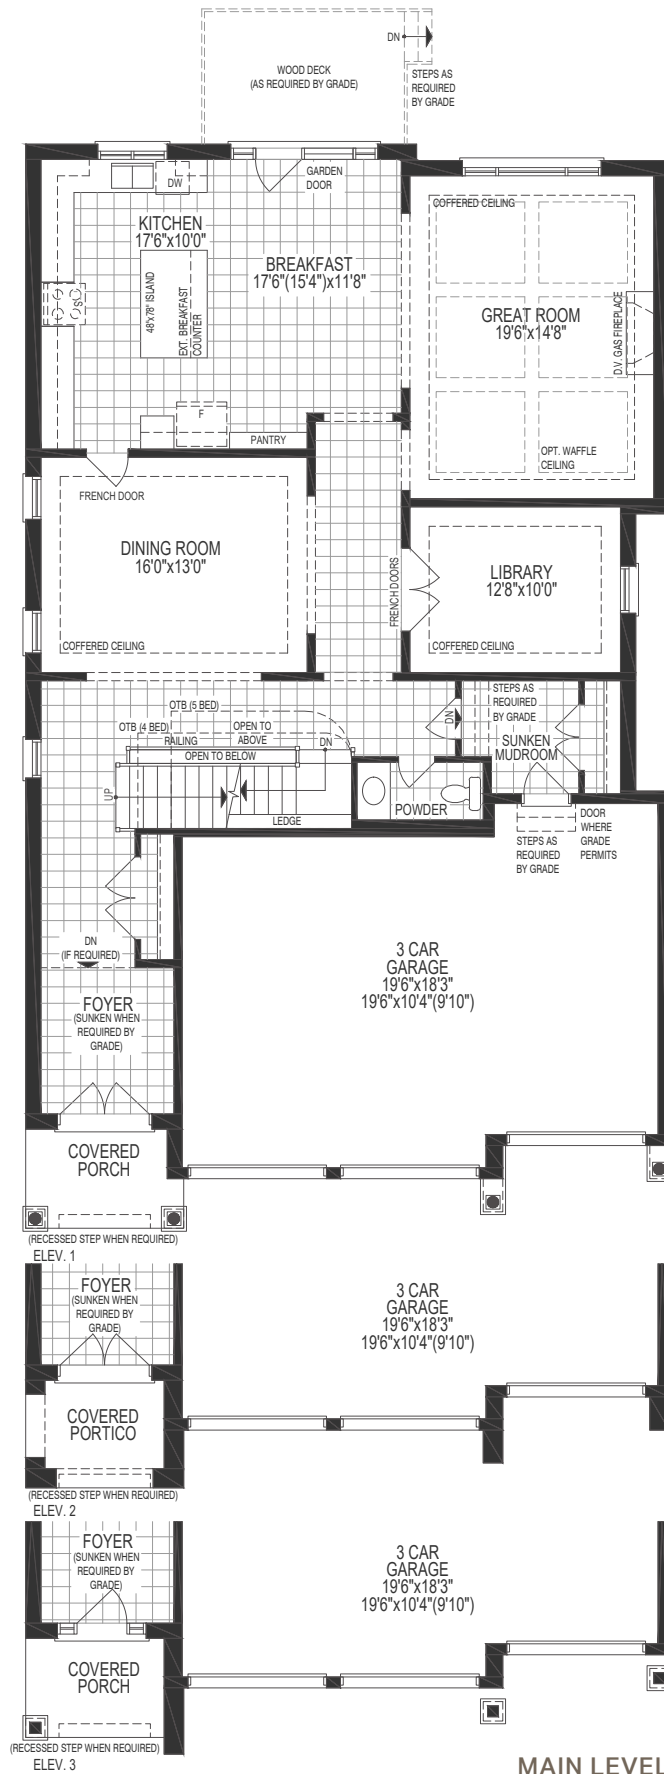 DN
WOOD DECK
(AS REQUIRED BY GRADE)
STEPS AS
REQUIRED
BY GRADE
DW
GARDEN
DOOR
KITCHEN
17'6"x10'0"
COFFERED CEILING
BREAKFAST
17'6"(15'4")x11'8"
48"x78" ISLAND
EXT. BREAKFAST
COUNTER
S
GREAT ROOM
19'6"x14'8"
D.V. GAS FIREPLACE
F
PANTRY
OPT. WAFFLE
CEILING
FRENCH DOOR
DINING ROOM
16'0"x13'0"
COFFERED CEILING
FRENCH DOORS
LIBRARY
12'8"x10'0"
COFFERED CEILING
STEPS AS
REQUIRED
BY GRADE
OTB (5 BED)
OTB (4 BED)
OPEN TO
ABOVE
RAILING
DN
DN
OPEN TO BELOW
SUNKEN
MUDROOM
UP
POWDER
LEDGE
STEPS AS
REQUIRED
BY GRADE
DOOR
WHERE
GRADE
PERMITS
DN
(IF REQUIRED)
3 CAR
GARAGE
19'6"x18'3"
19'6"x10'4"(9'10")
FOYER
(SUNKEN WHEN
REQUIRED BY
GRADE)
COVERED
PORCH
(RECESSED STEP WHEN REQUIRED)
ELEV. 1
FOYER
(SUNKEN WHEN
REQUIRED BY
GRADE)
3 CAR
GARAGE
19'6"x18'3"
19'6"x10'4"(9'10")
COVERED
PORTICO
(RECESSED STEP WHEN REQUIRED)
ELEV. 2
FOYER
(SUNKEN WHEN
REQUIRED BY
GRADE)
3 CAR
GARAGE
19'6"x18'3"
19'6"x10'4"(9'10")
COVERED
PORCH
(RECESSED STEP WHEN REQUIRED)
ELEV. 3
MAIN LEVEL